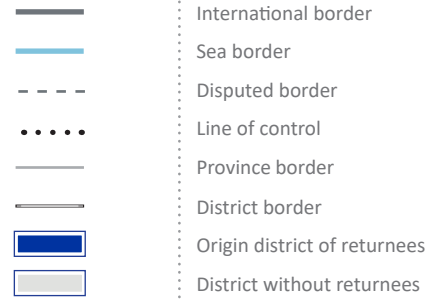 International border
Sea border
Disputed border
Line of control
Province border
District border
Origin district of returnees
District without returnees